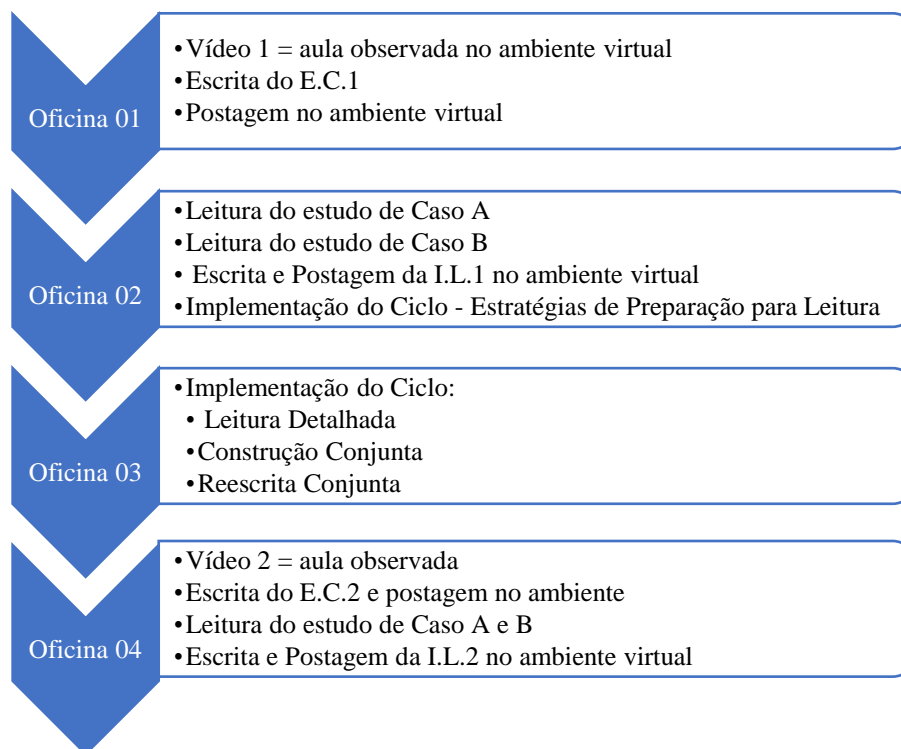 Oficina 01
•Vídeo 1 = aula observada no ambiente virtual
•Escrita do E.C.1
•Postagem no ambiente virtual
Oficina 02
•Leitura do estudo de Caso A
•Leitura do estudo de Caso B
• Escrita e Postagem da I.L.1 no ambiente virtual
•Implementação do Ciclo - Estratégias de Preparação para Leitura
Oficina 03
•Implementação do Ciclo:
• Leitura Detalhada
•Construção Conjunta
•Reescrita Conjunta
Oficina 04
•Vídeo 2 = aula observada
•Escrita do E.C.2 e postagem no ambiente
•Leitura do estudo de Caso A e B
•Escrita e Postagem da I.L.2 no ambiente virtual